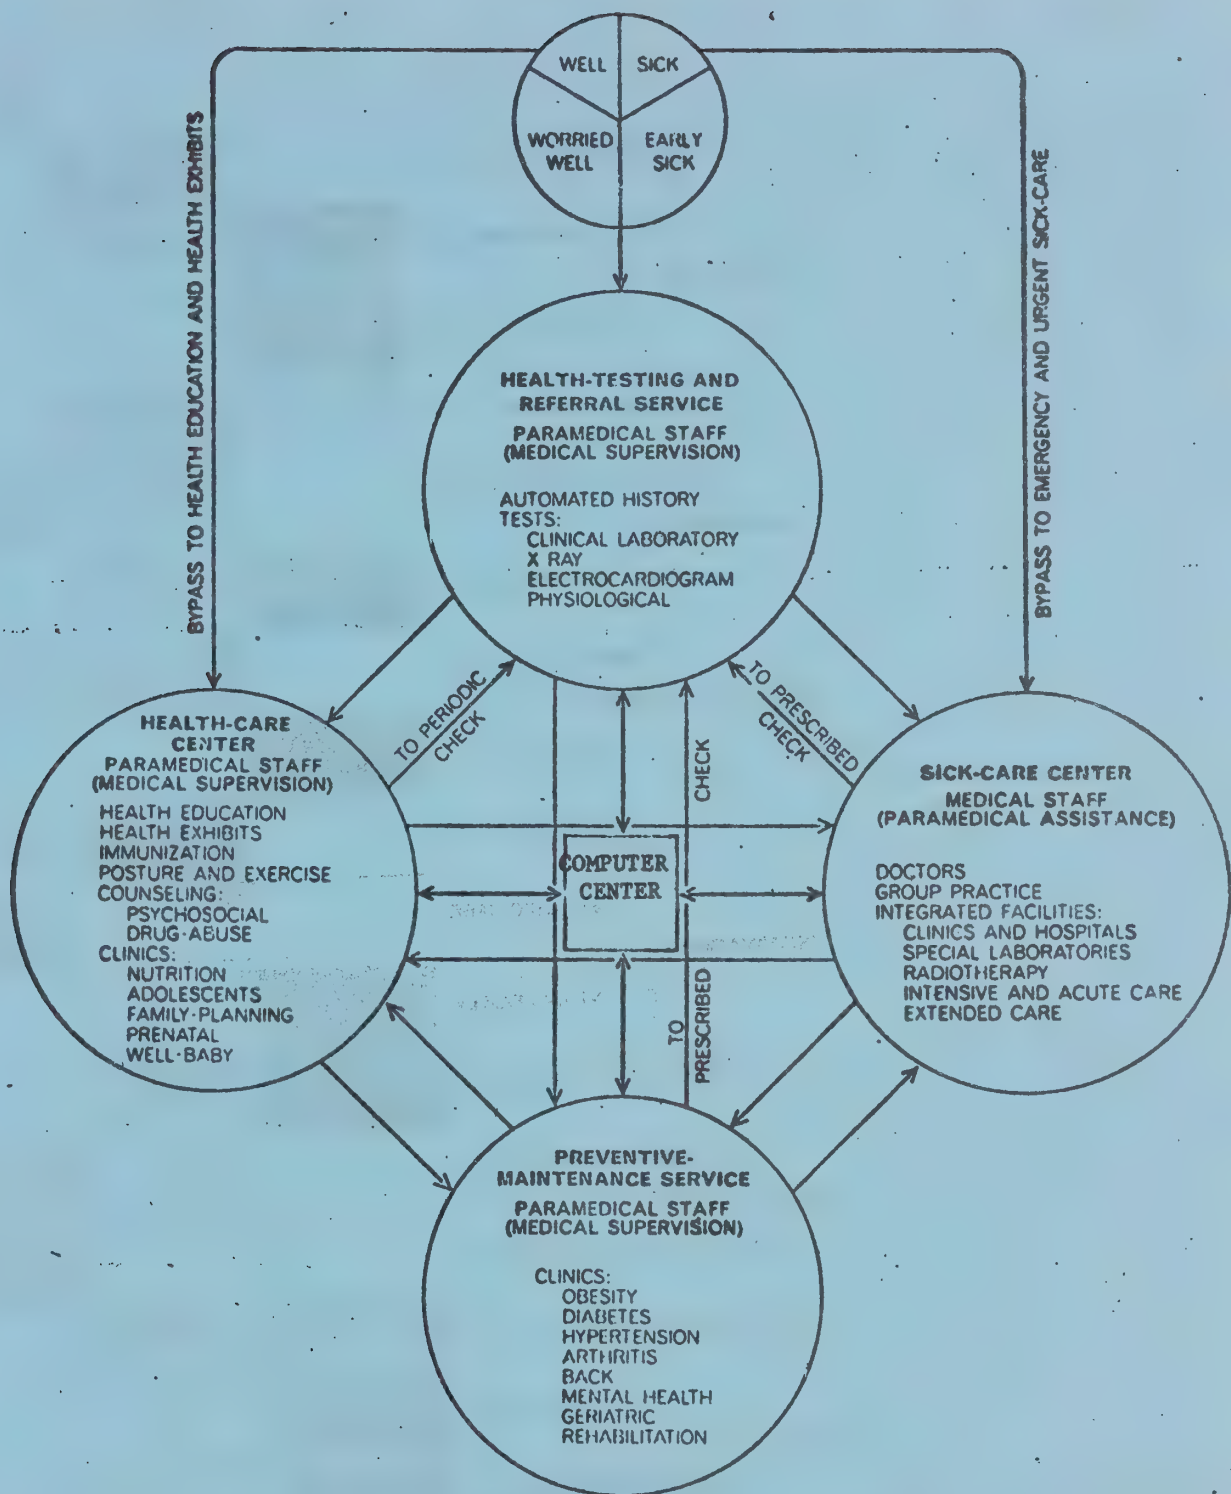 WELL
SICK
WORRIED
WELL
EARLY
SICK
BYPASS TO HEALTH EDUCATION AND HEALTH EXHIBITS
BYPASS TO EMERGENCY AND URGENT SICK-CARE
HEALTH-TESTING AND
REFERRAL SERVICE
PARAMEDICAL STAFF
(MEDICAL SUPERVISION)
AUTOMATED HISTORY
TESTS:
CLINICAL LABORATORY
X RAY
ELECTROCARDIOGRAM
PHYSIOLOGICAL
TO PERIODIC
CHECK
TO PRESCRIBED
CHECK
HEALTH-CARE
CENTER
PARAMEDICAL STAFF
(MEDICAL SUPERVISION)
HEALTH EDUCATION
HEALTH EXHIBITS
IMMUNIZATION
POSTURE AND EXERCISE
COUNSELING:
PSYCHOSOCIAL
DRUG-ABUSE
CLINICS:
NUTRITION
ADOLESCENTS
FAMILY-PLANNING
PRENATAL
WELL-BABY
COMPUTER
CENTER
TO
PRESCRIBED
CHECK
SICK-CARE CENTER
MEDICAL STAFF
(PARAMEDICAL ASSISTANCE)
DOCTORS
GROUP PRACTICE
INTEGRATED FACILITIES:
CLINICS AND HOSPITALS
SPECIAL LABORATORIES
RADIOTHERAPY
INTENSIVE AND ACUTE CARE
EXTENDED CARE
PREVENTIVE-
MAINTENANCE SERVICE
PARAMEDICAL STAFF
(MEDICAL SUPERVISION)
CLINICS:
OBESITY
DIABETES
HYPERTENSION
ARTHRITIS
BACK
MENTAL HEALTH
GERIATRIC
REHABILITATION